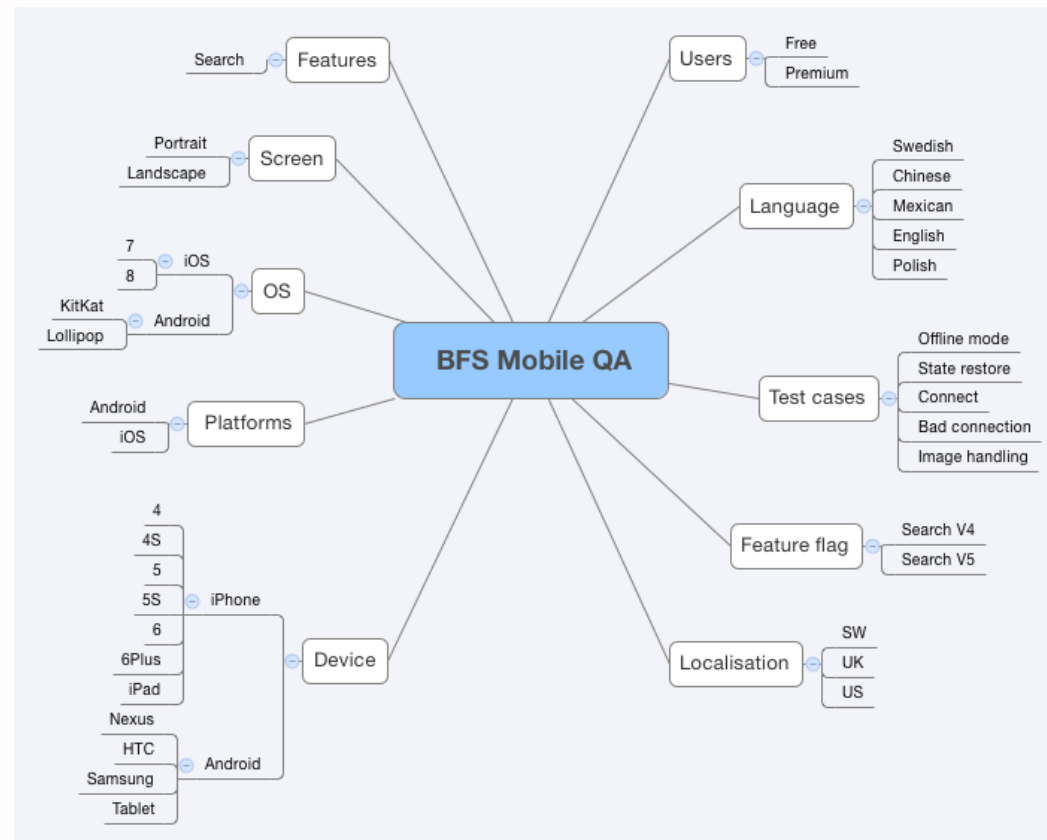 BFS Mobile QA
Features
Search
Screen
Portrait
Landscape
OS
iOS
7
8
Android
KitKat
Lollipop
Platforms
Android
iOS
Device
iPhone
4
4S
5
5S
6
6Plus
iPad
Android
Nexus
HTC
Samsung
Tablet
Users
Free
Premium
Language
Swedish
Chinese
Mexican
English
Polish
Test cases
Offline mode
State restore
Connect
Bad connection
Image handling
Feature flag
Search V4
Search V5
Localisation
SW
UK
US